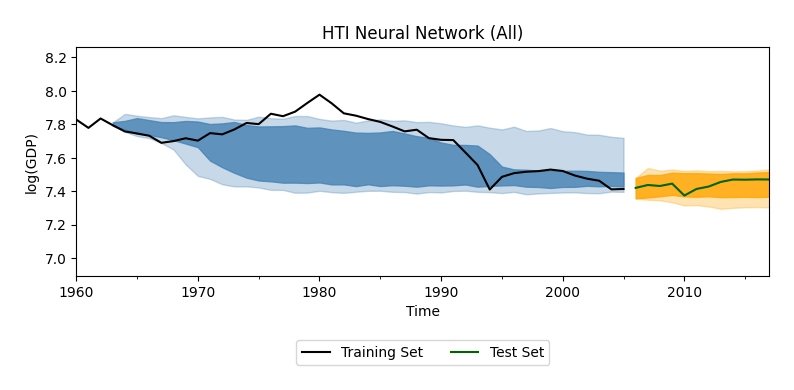 HTI Neural Network (All)
log(GDP)
8.2
8.0
7.8
7.6
7.4
7.2
7.0
1960 1970 1980 1990 2000 2010
Time
Training Set Test Set